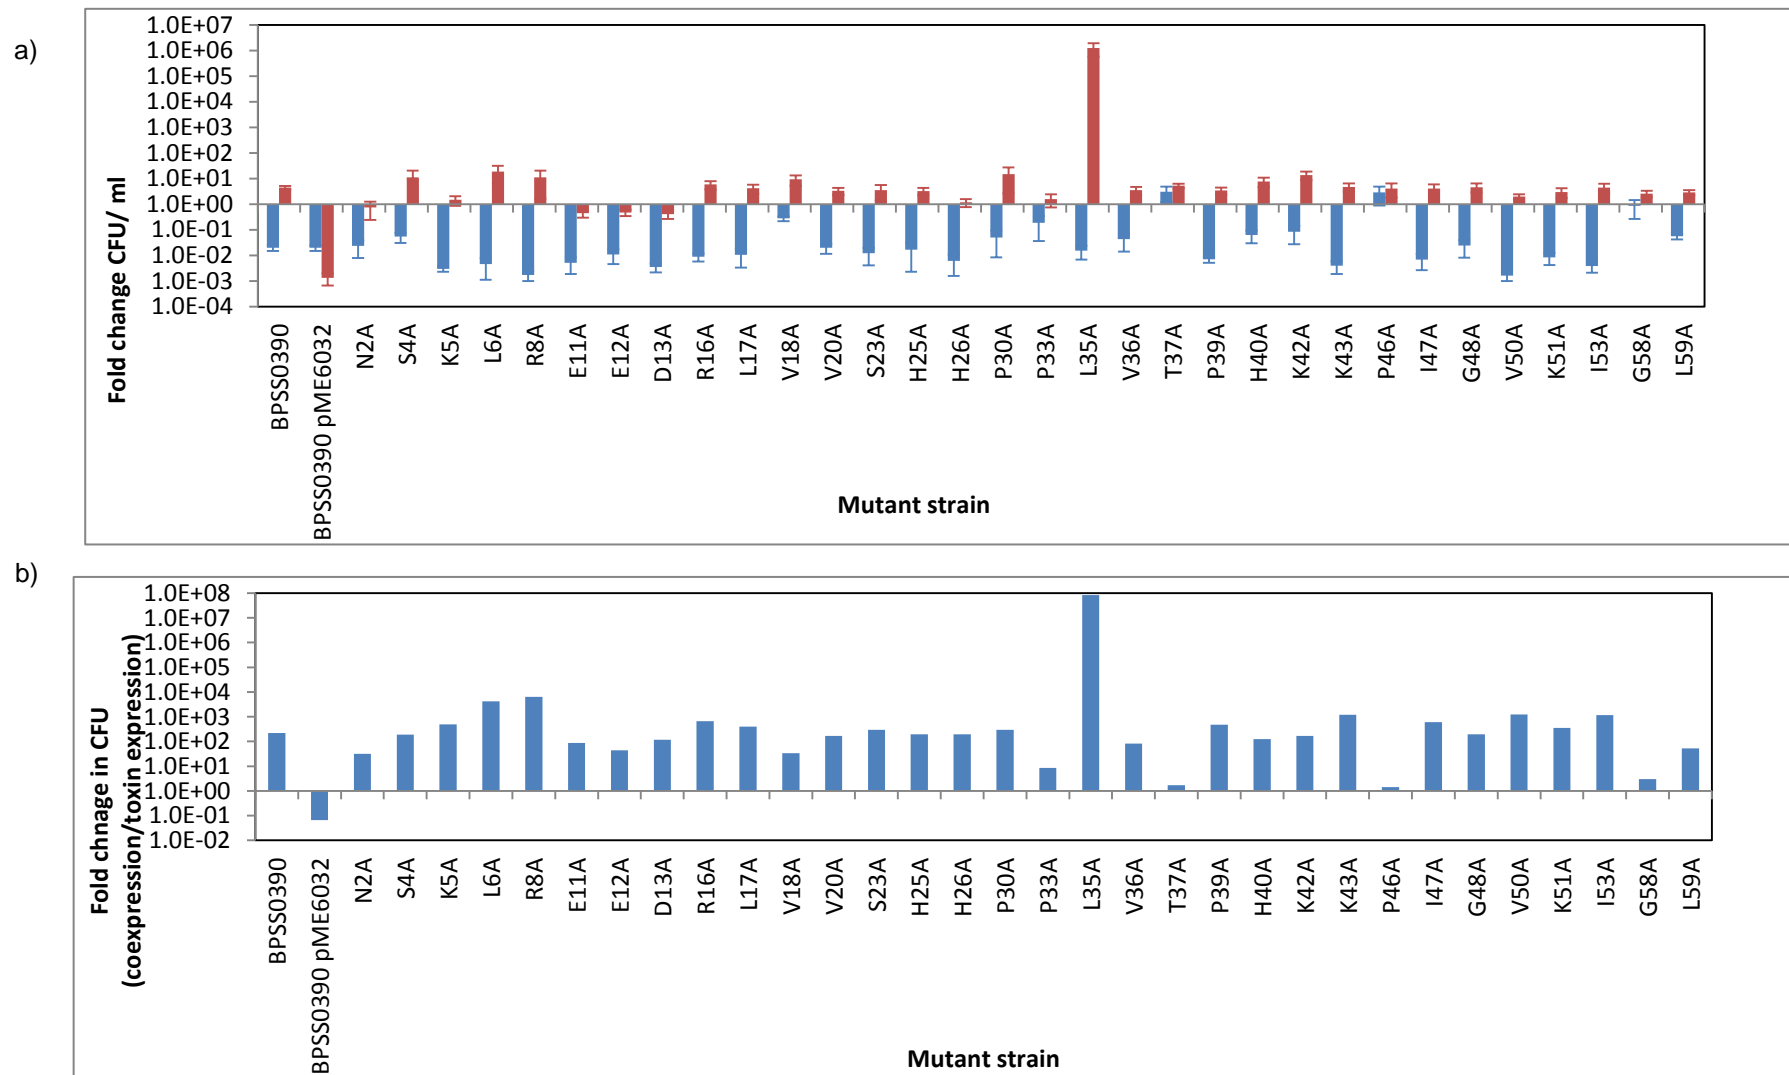 a)
1.0E+07
1.0E+06
1.0E+05
1.0E+04
1.0E+03
1.0E+02
1.0E+01
1.0E+00
1.0E-01
1.0E-02
1.0E-03
1.0E-04
Fold change CFU/ ml
BPSS0390
BPSS0390 pME6032
N2A
S4A
K5A
L6A
R8A
E11A
E12A
D13A
R16A
L17A
V18A
V20A
S23A
H25A
H26A
P30A
P33A
L35A
V36A
T37A
P39A
H40A
K42A
K43A
P46A
I47A
G48A
V50A
K51A
I53A
G58A
L59A
Mutant strain
b)
1.0E+08
1.0E+07
1.0E+06
1.0E+05
1.0E+04
1.0E+03
1.0E+02
1.0E+01
1.0E+00
1.0E-01
1.0E-02
Fold chnage in CFU
(coexpression/toxin expression)
BPSS0390
BPSS0390 pME6032
N2A
S4A
K5A
L6A
R8A
E11A
E12A
D13A
R16A
L17A
V18A
V20A
S23A
H25A
H26A
P30A
P33A
L35A
V36A
T37A
P39A
H40A
K42A
K43A
P46A
I47A
G48A
V50A
K51A
I53A
G58A
L59A
Mutant strain